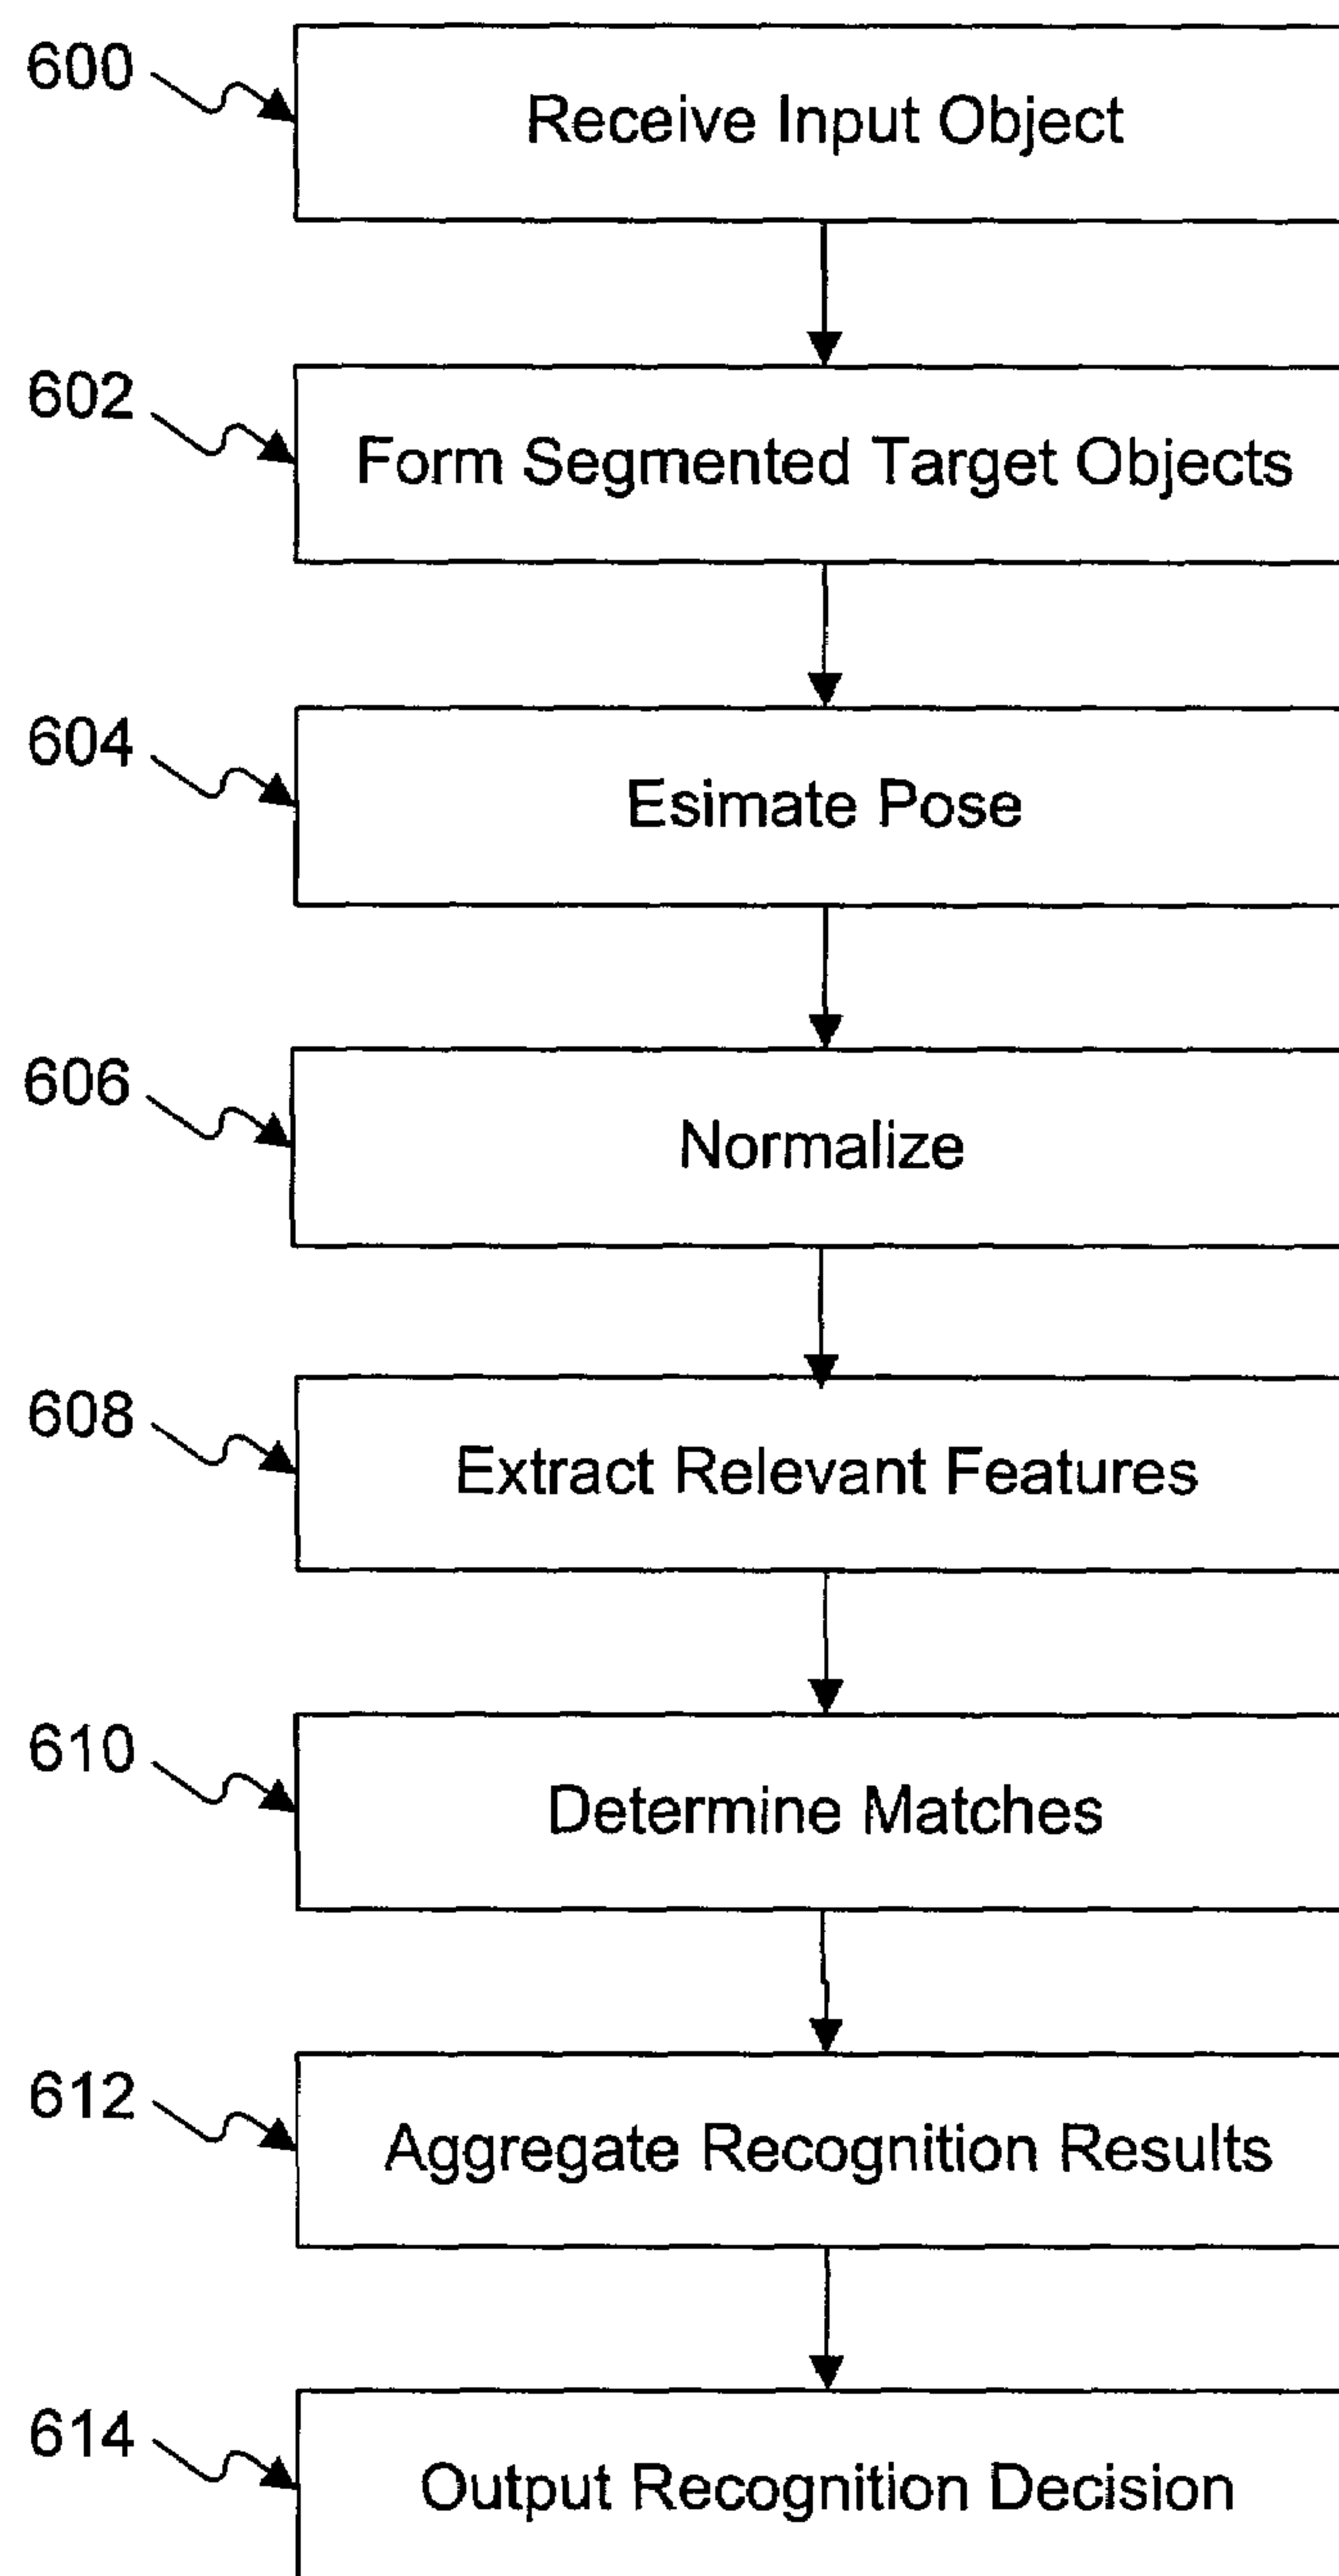 600
Receive Input Object
602
Form Segmented Target Objects
604
Esimate Pose
606
Normalize
608
Extract Relevant Features
610
Determine Matches
612
Aggregate Recognition Results
614
Output Recognition Decision